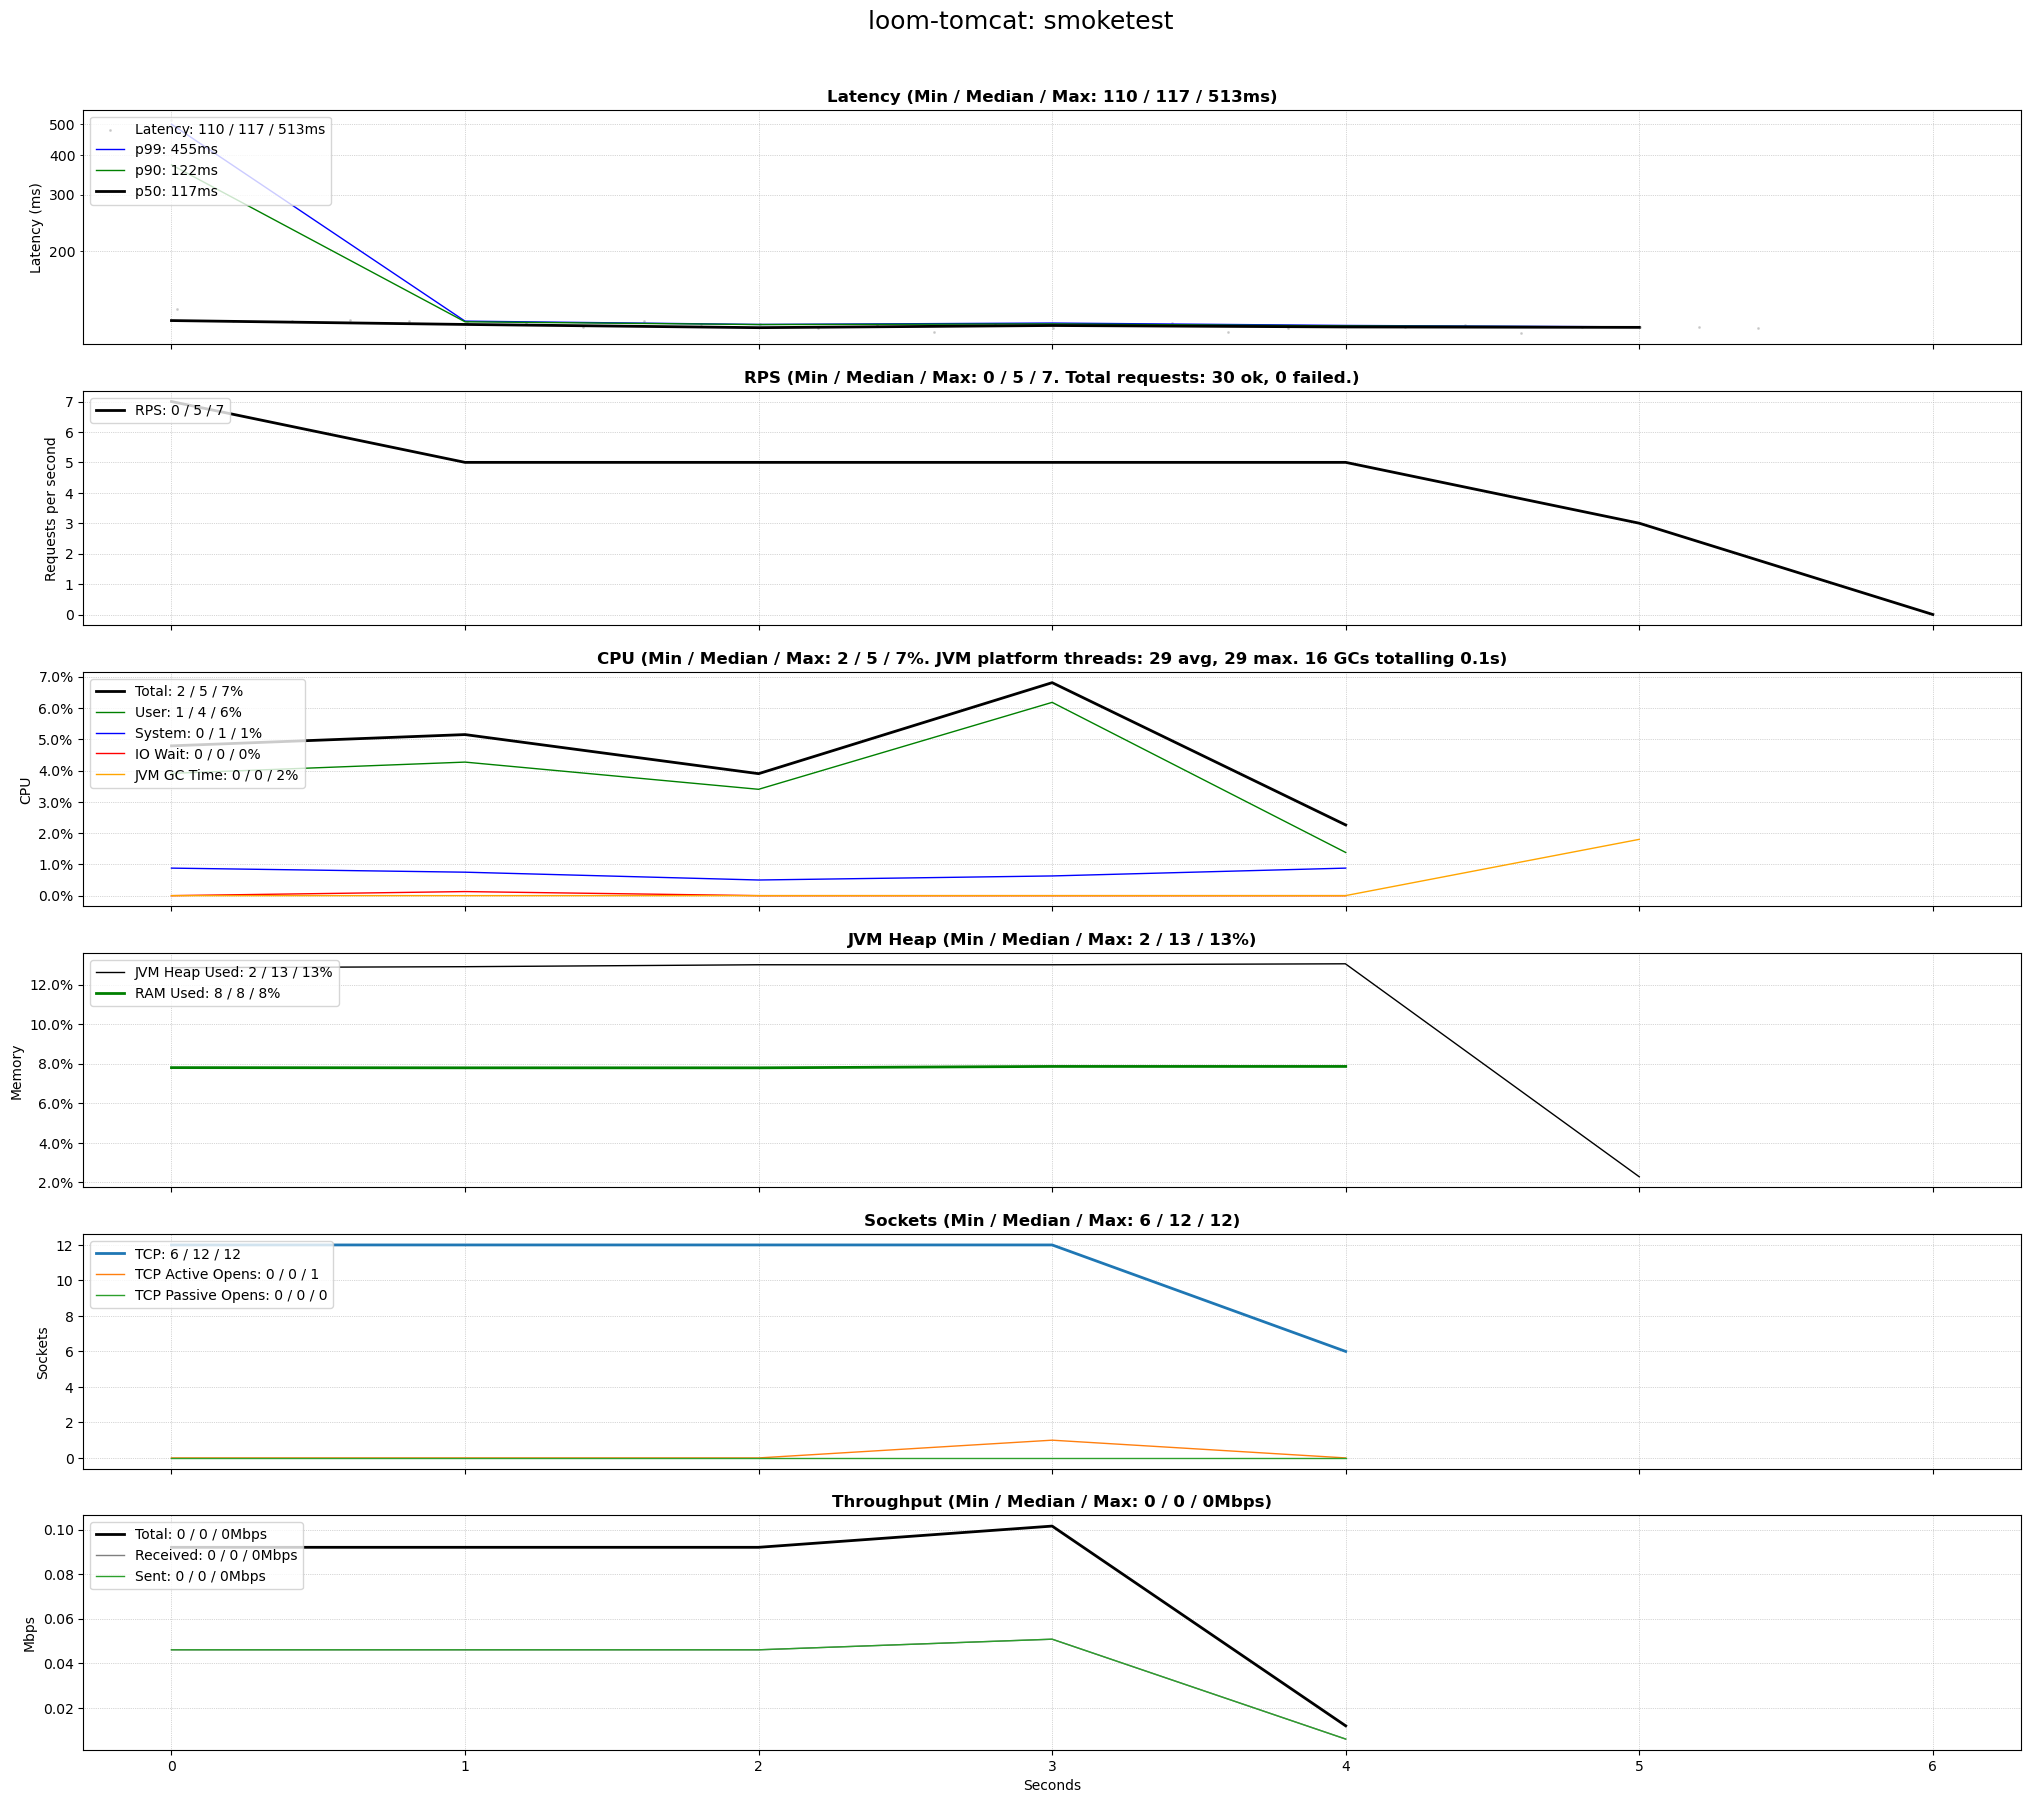 loom-tomcat: smoketest
Latency (Min / Median / Max: 110 / 117 / 513ms)
Latency (ms)
500
400
300
200
Latency: 110 / 117 / 513ms
p99: 455ms
p90: 122ms
p50: 117ms
RPS (Min / Median / Max: 0 / 5 / 7. Total requests: 30 ok, 0 failed.)
Requests per second
7
6
5
4
3
2
1
0
RPS: 0 / 5 / 7
CPU (Min / Median / Max: 2 / 5 / 7%. JVM platform threads: 29 avg, 29 max. 16 GCs totalling 0.1s)
CPU
7.0%
6.0%
5.0%
4.0%
3.0%
2.0%
1.0%
0.0%
Total: 2 / 5 / 7%
User: 1 / 4 / 6%
System: 0 / 1 / 1%
IO Wait: 0 / 0 / 0%
JVM GC Time: 0 / 0 / 2%
JVM Heap (Min / Median / Max: 2 / 13 / 13%)
Memory
12.0%
10.0%
8.0%
6.0%
4.0%
2.0%
JVM Heap Used: 2 / 13 / 13%
RAM Used: 8 / 8 / 8%
Sockets (Min / Median / Max: 6 / 12 / 12)
Sockets
12
10
8
6
4
2
0
TCP: 6 / 12 / 12
TCP Active Opens: 0 / 0 / 1
TCP Passive Opens: 0 / 0 / 0
Throughput (Min / Median / Max: 0 / 0 / 0Mbps)
Mbps
0.10
0.08
0.06
0.04
0.02
Total: 0 / 0 / 0Mbps
Received: 0 / 0 / 0Mbps
Sent: 0 / 0 / 0Mbps
0 1 2 3 4 5 6
Seconds